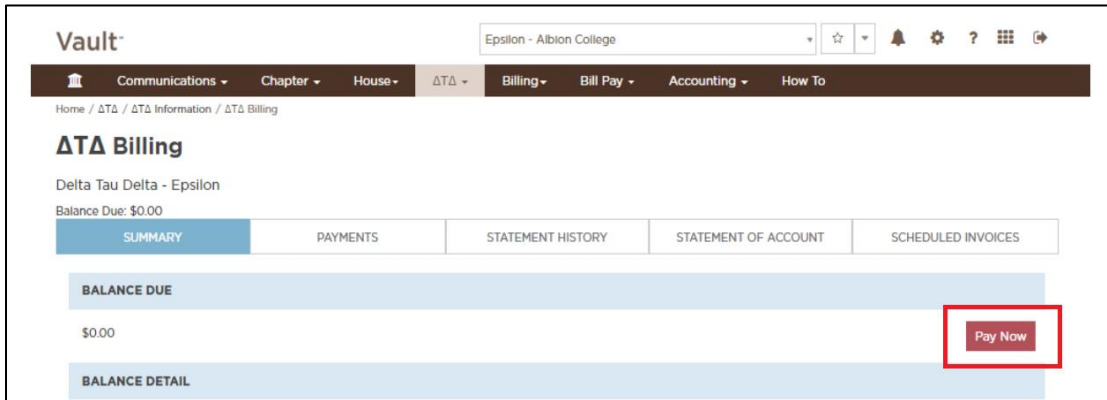 Vault
Epsilon - Albion College
Communications Chapter House ΔΤΔ Billing Bill Pay Accounting How To
Home / ΔΤΔ / ΔΤΔ Information / ΔΤΔ Billing
ΔΤΔ Billing
Delta Tau Delta - Epsilon
Balance Due: $0.00
SUMMARY PAYMENTS STATEMENT HISTORY STATEMENT OF ACCOUNT SCHEDULED INVOICES
BALANCE DUE
$0.00 Pay Now
BALANCE DETAIL